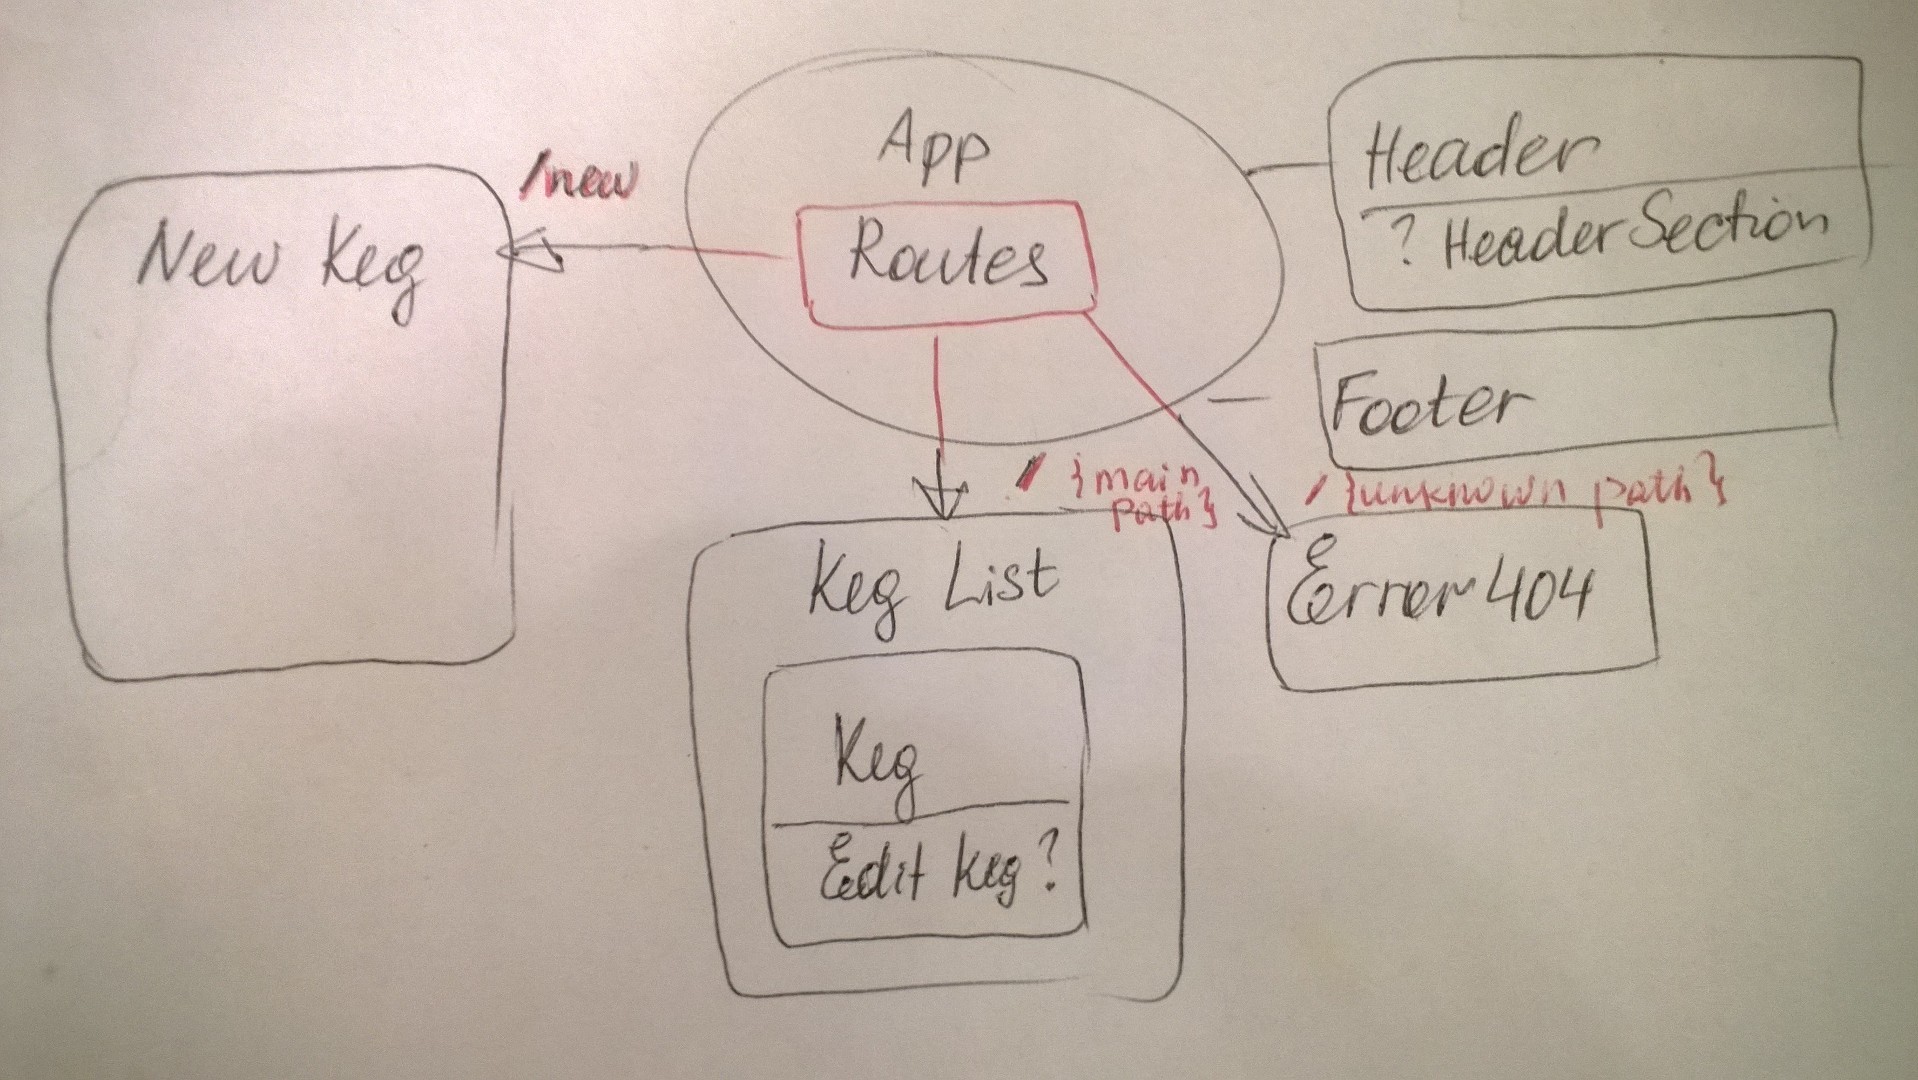 App
Routes
/new
New Keg
Header
? HeaderSection
Footer
/ {main
path}
/ {unknown path}
Keg List
Keg
Edit Keg?
Error 404